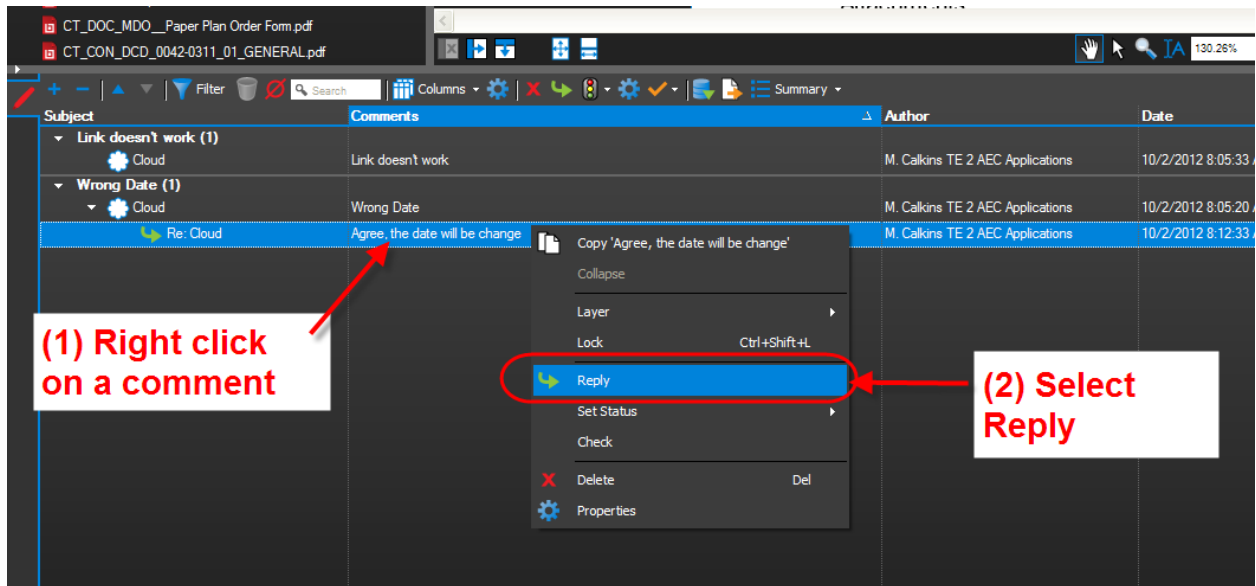 CT_DOC_MDO__Paper Plan Order Form.pdf
CT_CON_DCD_0042-0311_01_GENERAL.pdf
130.26%
Filter Search Columns Summary
Subject Comments Author Date
Link doesn't work (1)
Cloud Link doesn't work M. Calkins TE 2 AEC Applications 10/2/2012 8:05:33
Wrong Date (1)
Cloud Wrong Date M. Calkins TE 2 AEC Applications 10/2/2012 8:05:20
Re: Cloud Agree, the date will be change M. Calkins TE 2 AEC Applications 10/2/2012 8:12:33
Copy 'Agree, the date will be change'
Collapse
Layer
Lock Ctrl+Shift+L
Reply
Set Status
Check
Delete Del
Properties
(1) Right click
on a comment
(2) Select
Reply